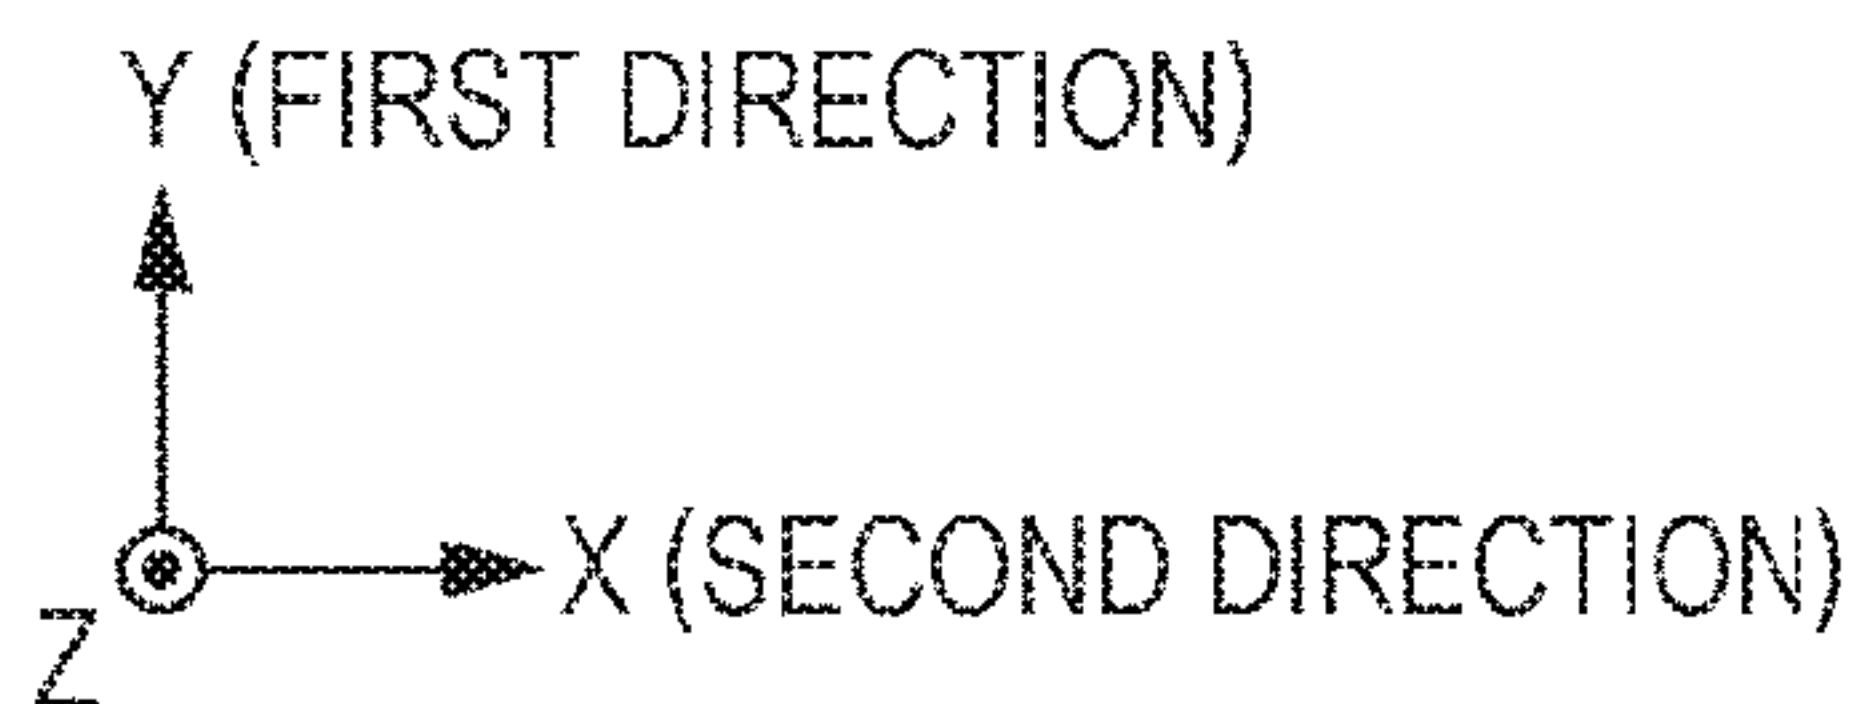 Y (FIRST DIRECTION)
X (SECOND DIRECTION)
Z